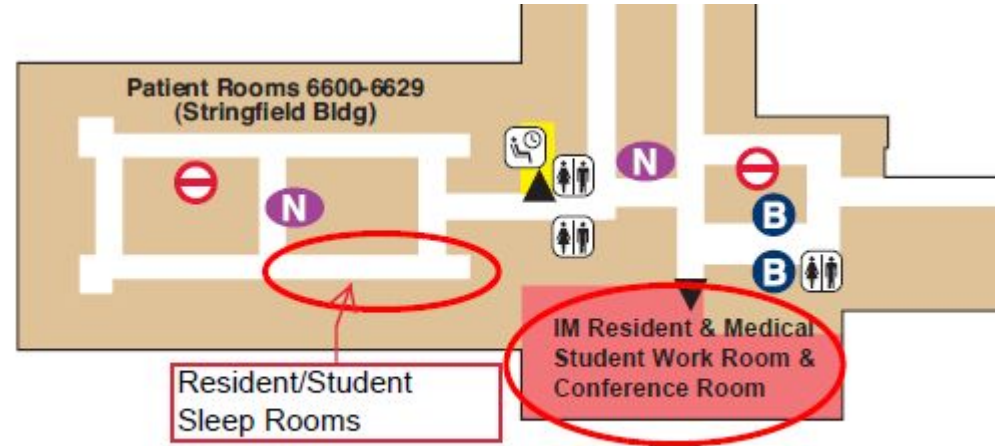 Patient Rooms 6600-6629
(Stringfield Bldg)
N
N
B
B
IM Resident & Medical
Student Work Room &
Conference Room
Resident/Student
Sleep Rooms